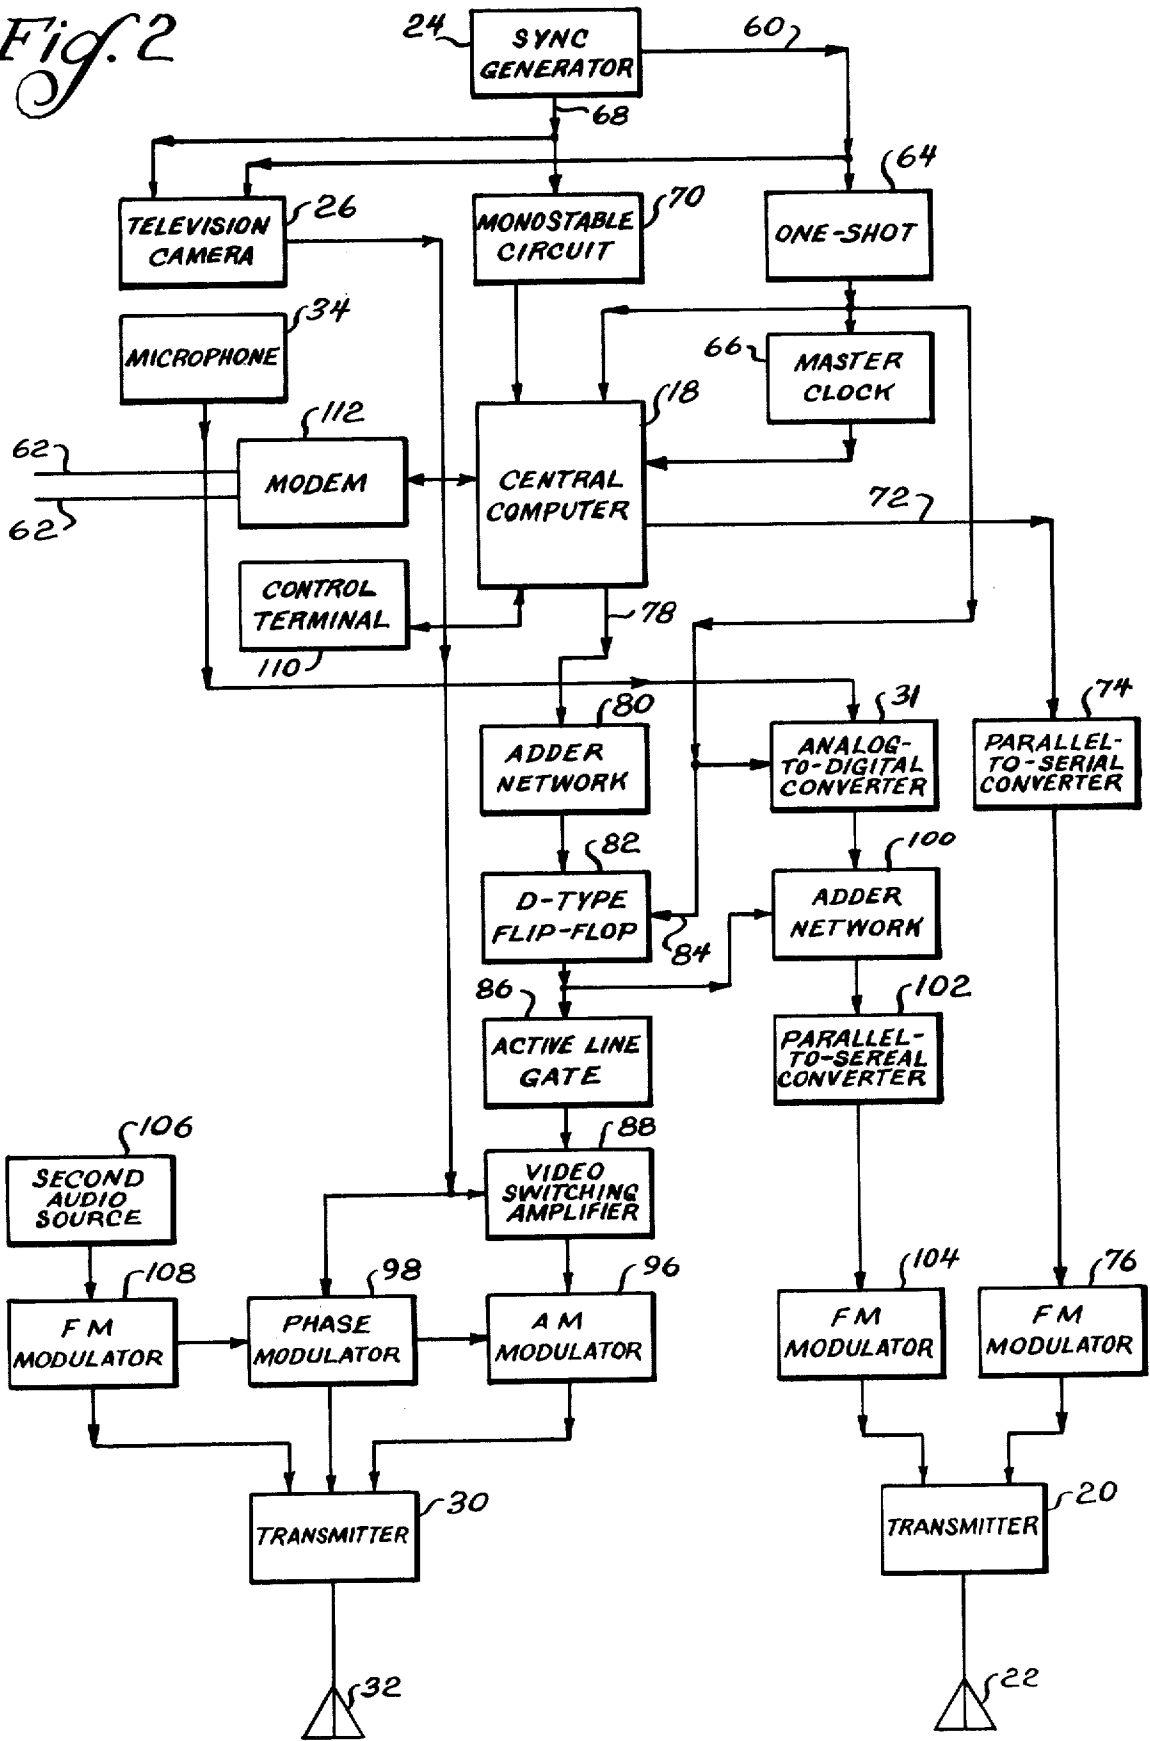 Fig. 2
24
SYNC
GENERATOR
60
68
64
TELEVISION
CAMERA
26
MONOSTABLE
CIRCUIT
70
ONE-SHOT
34
MICROPHONE
66
MASTER
CLOCK
18
112
62
MODEM
CENTRAL
COMPUTER
62
72
CONTROL
TERMINAL
110
78
80
31
74
ADDER
NETWORK
ANALOG-
TO-DIGITAL
CONVERTER
PARALLEL-
TO-SERIAL
CONVERTER
82
100
D-TYPE
FLIP-FLOP
84
ADDER
NETWORK
86
102
ACTIVE LINE
GATE
PARALLEL-
TO-SEREAL
CONVERTER
106
88
SECOND
AUDIO
SOURCE
VIDEO
SWITCHING
AMPLIFIER
108
98
96
104
76
FM
MODULATOR
PHASE
MODULATOR
AM
MODULATOR
FM
MODULATOR
FM
MODULATOR
30
TRANSMITTER
20
TRANSMITTER
32
22